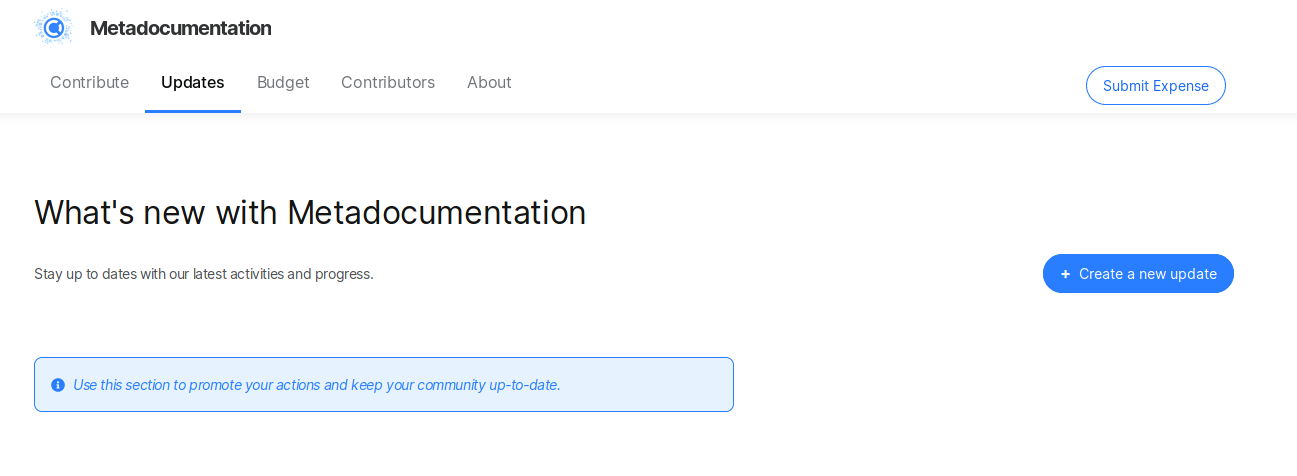 Metadocumentation
Contribute Updates Budget Contributors About Submit Expense
What's new with Metadocumentation
Stay up to dates with our latest activities and progress.
+ Create a new update
Use this section to promote your actions and keep your community up-to-date.